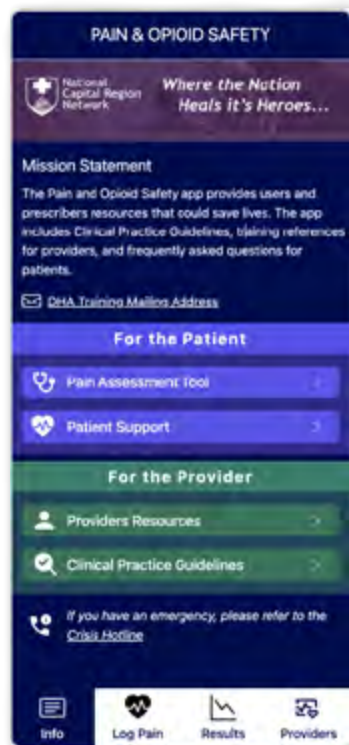 PAIN & OPIOID SAFETY
National
Capital Region
Network
Where the Nation
Heals it's Heroes...
Mission Statement
The Pain and Opioid Safety app provides users and
prescribers resources that could save lives. The app
includes Clinical Practice Guidelines, training references
for providers, and frequently asked questions for
patients.
DHA Training Mailing Address
For the Patient
Pain Assessment Tool
Patient Support
For the Provider
Providers Resources
Clinical Practice Guidelines
If you have an emergency, please refer to the
Crisis Hotline
Info
Log Pain
Results
Providers